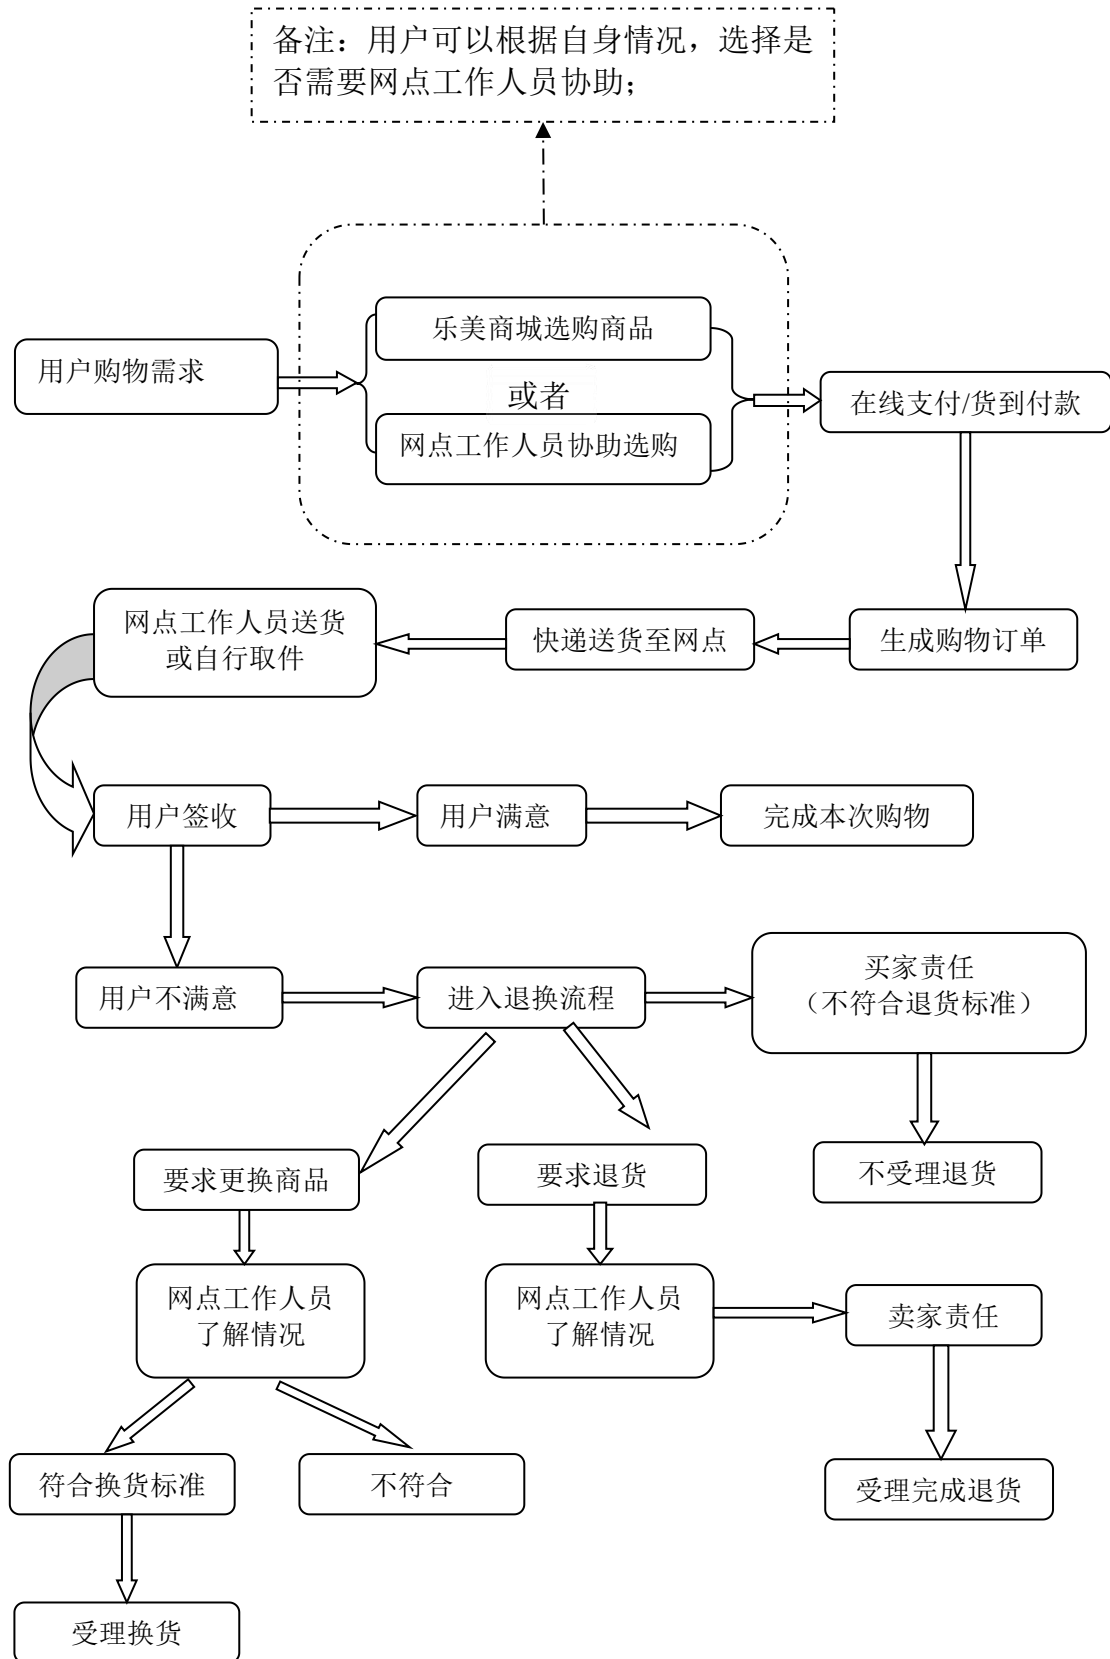 备注：用户可以根据自身情况，选择是
否需要网点工作人员协助；
乐美商城选购商品
用户购物需求
或者
在线支付/货到付款
网点工作人员协助选购
网点工作人员送货
或自行取件
快递送货至网点
生成购物订单
用户签收
用户满意
完成本次购物
用户不满意
进入退换流程
买家责任
（不符合退货标准）
要求更换商品
要求退货
不受理退货
网点工作人员
了解情况
网点工作人员
了解情况
卖家责任
符合换货标准
不符合
受理完成退货
受理换货